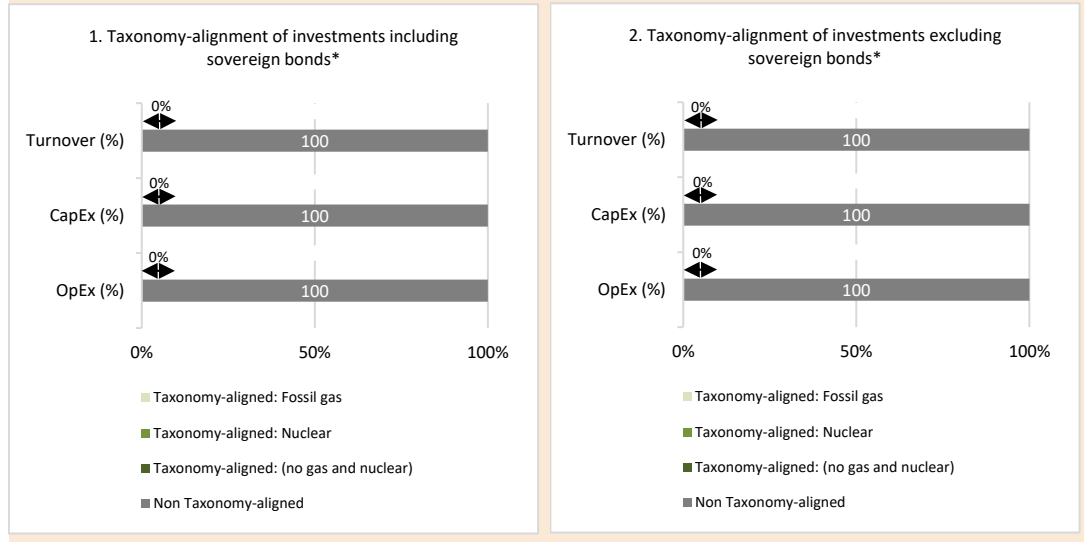 1. Taxonomy-alignment of investments including
sovereign bonds*
0%
Turnover (%)
100
0%
CapEx (%)
100
0%
OpEx (%)
100
0%
50%
100%
Taxonomy-aligned: Fossil gas
Taxonomy-aligned: Nuclear
Taxonomy-aligned: (no gas and nuclear)
Non Taxonomy-aligned
2. Taxonomy-alignment of investments excluding
sovereign bonds*
0%
Turnover (%)
100
0%
CapEx (%)
100
0%
OpEx (%)
100
0%
50%
100%
Taxonomy-aligned: Fossil gas
Taxonomy-aligned: Nuclear
Taxonomy-aligned: (no gas and nuclear)
Non Taxonomy-aligned